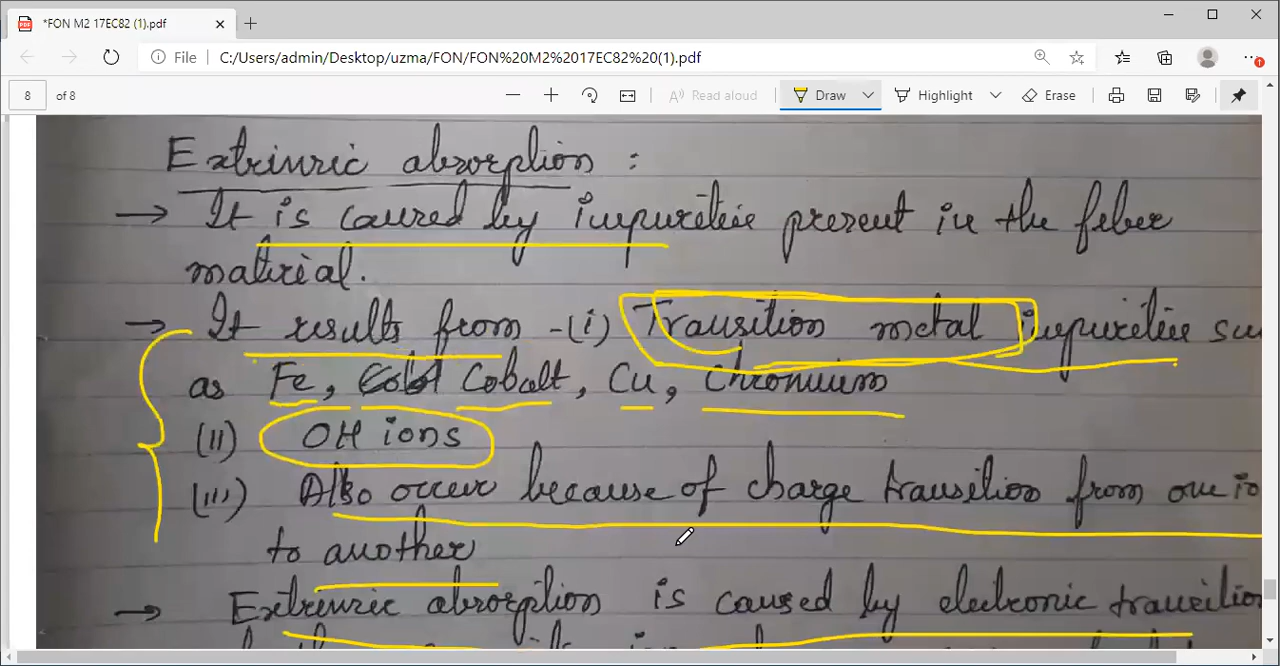 *FON M2 17EC82 (1).pdf
File C:/Users/admin/Desktop/uzma/FON/FON%20M2%2017EC82%20(1).pdf
8 of 8 Read aloud Draw Highlight Erase
Extrinsic absorption :
→ It is caused by impurities present in the fiber
material.
→ It results from -(i) Transition metal impurities su
as Fe, Cobalt, Cu, Chromium
(ii) OH ions
(iii) Also occur because of charge transition from one io
to another
→ Extrinsic absorption is caused by electronic transition